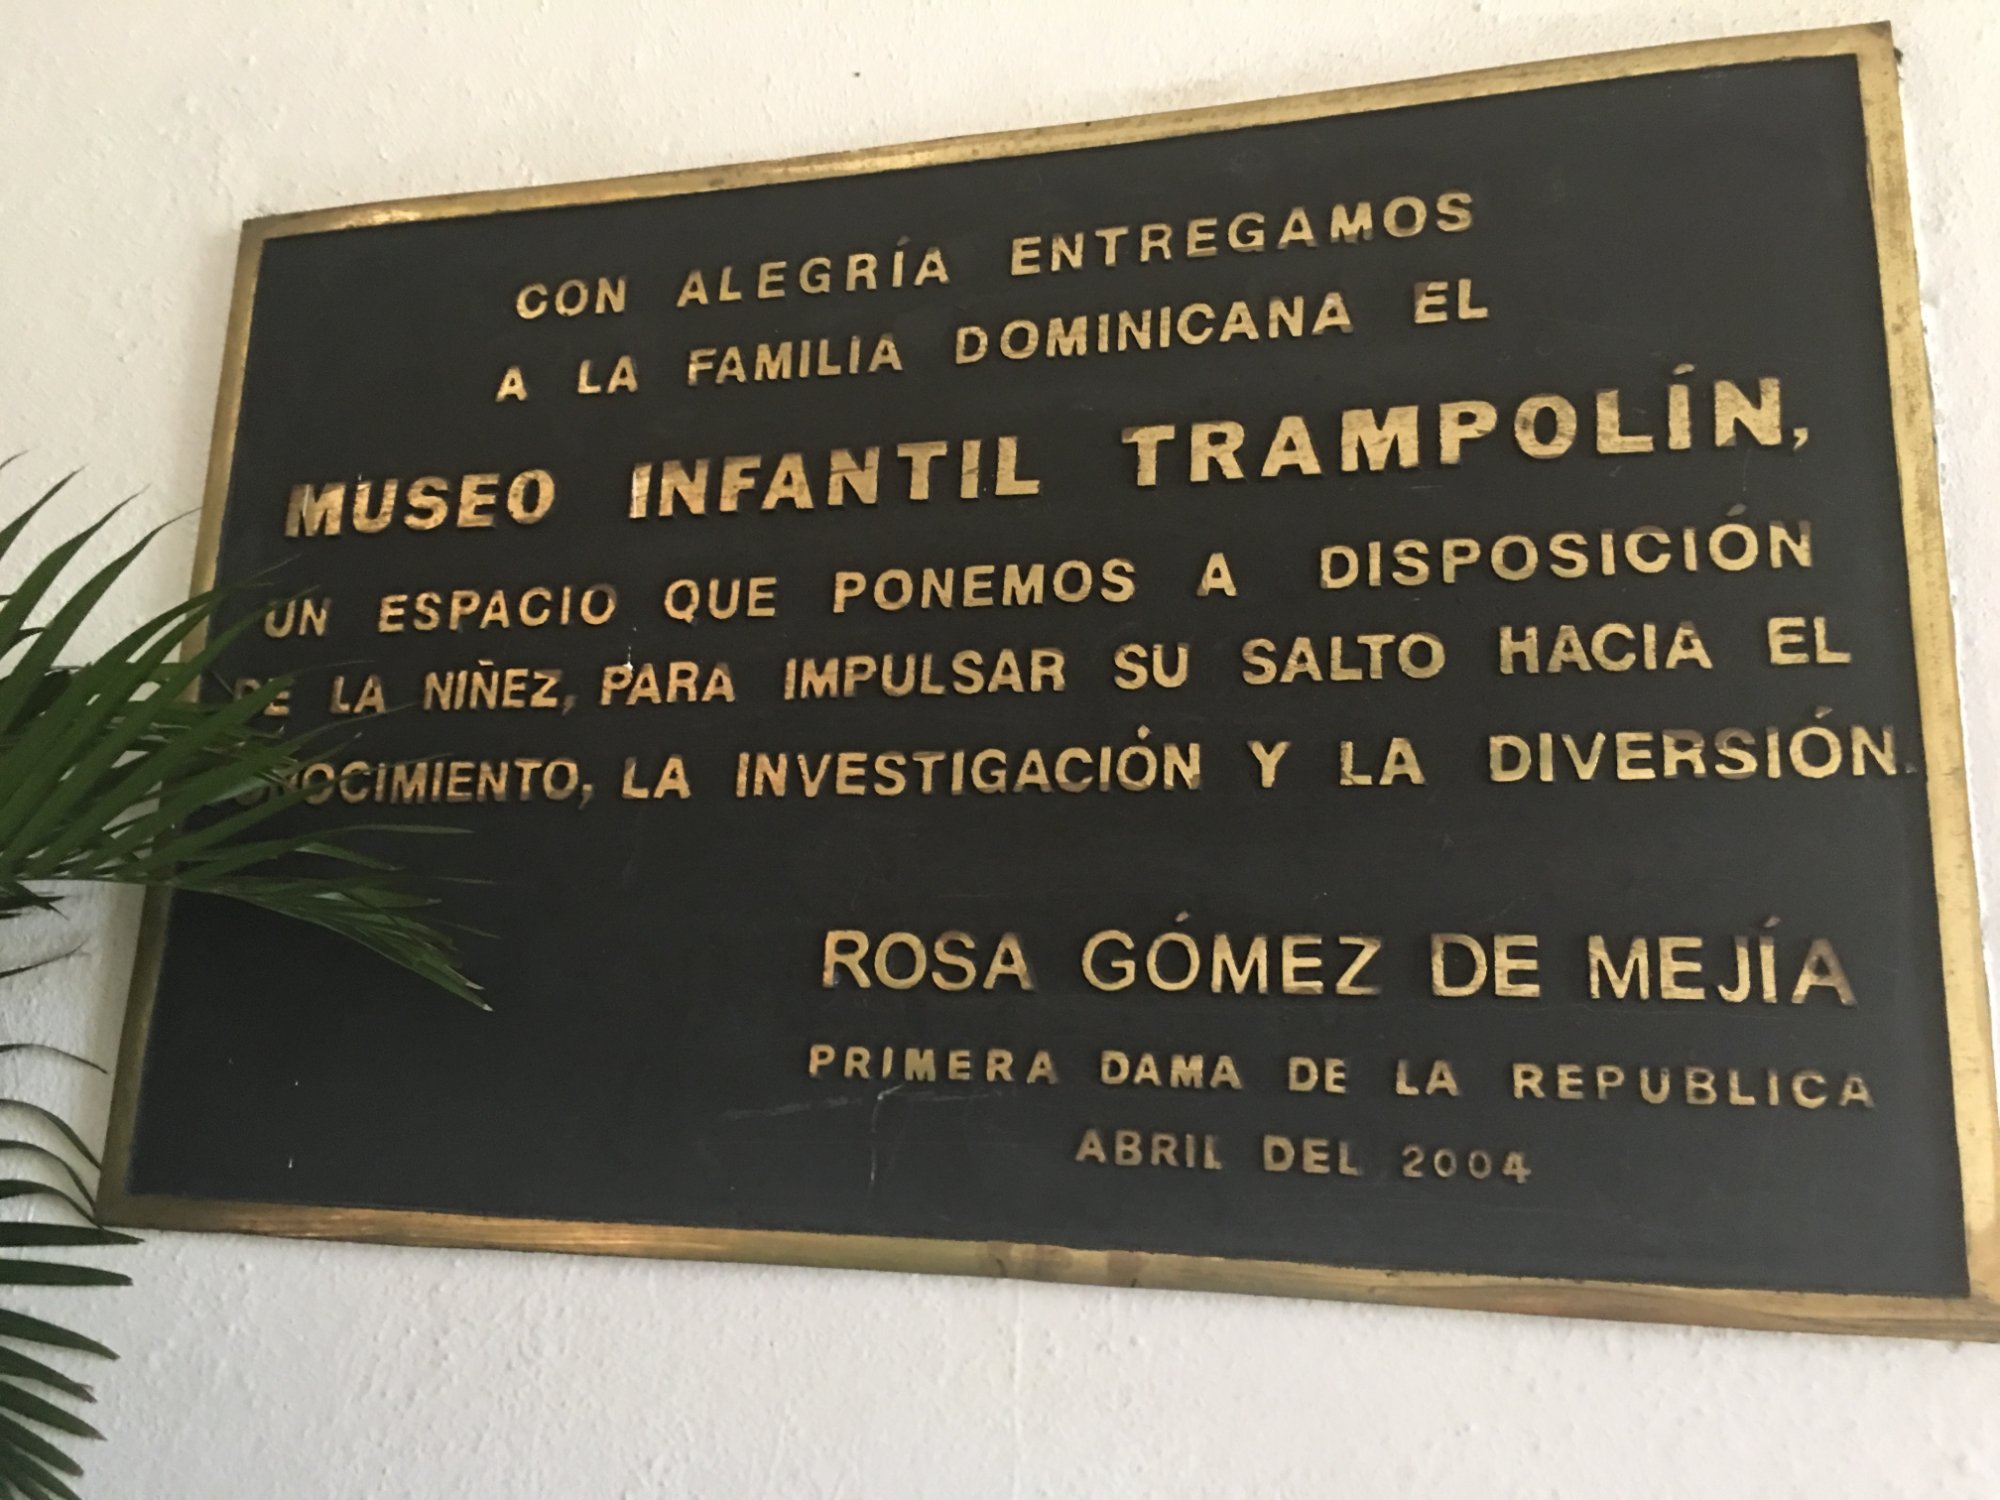 CON ALEGRÍA ENTREGAMOS
A LA FAMILIA DOMINICANA EL
MUSEO INFANTIL TRAMPOLÍN,
UN ESPACIO QUE PONEMOS A DISPOSICIÓN
DE LA NIÑEZ, PARA IMPULSAR SU SALTO HACIA EL
CONOCIMIENTO, LA INVESTIGACIÓN Y LA DIVERSIÓN.
ROSA GÓMEZ DE MEJÍA
PRIMERA DAMA DE LA REPUBLICA
ABRIL DEL 2004